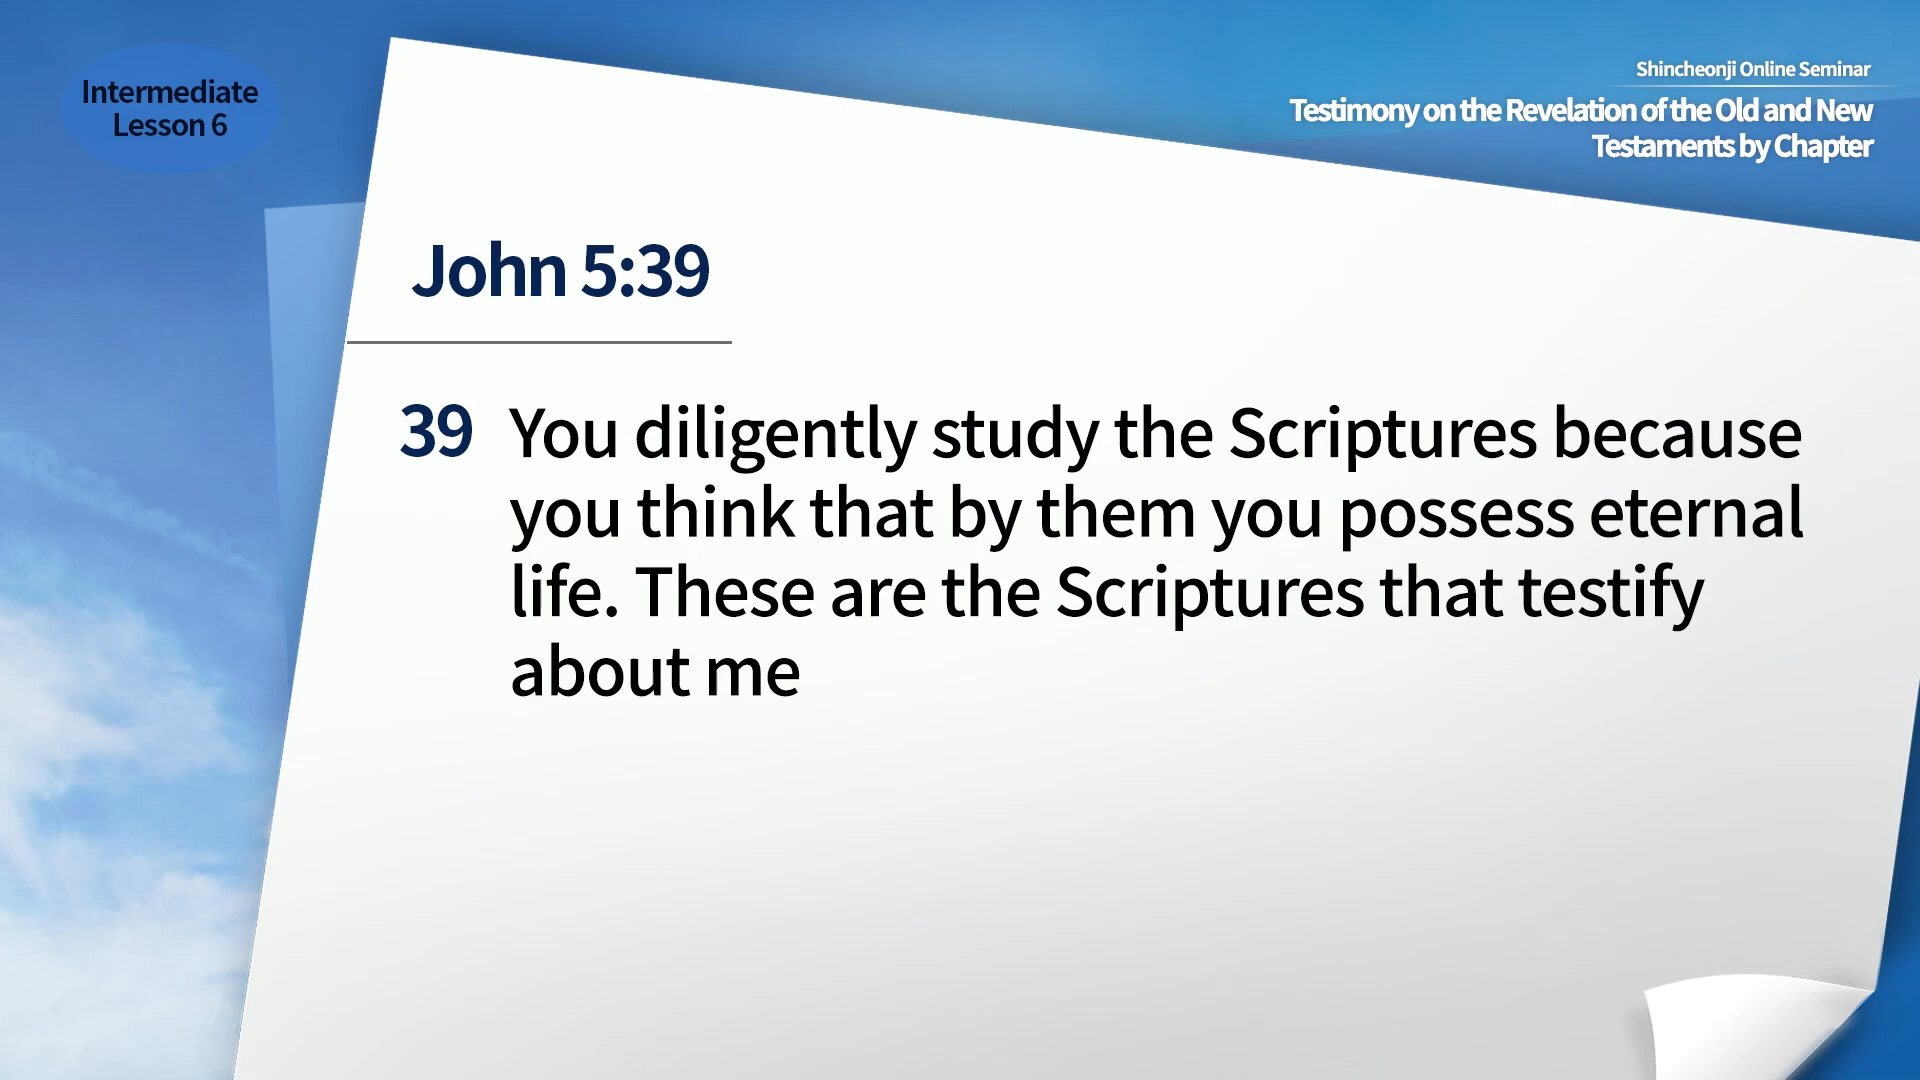 Intermediate
Lesson 6
Shincheonji Online Seminar
Testimony on the Revelation of the Old and New
Testaments by Chapter
John 5:39
39 You diligently study the Scriptures because
you think that by them you possess eternal
life. These are the Scriptures that testify
about me